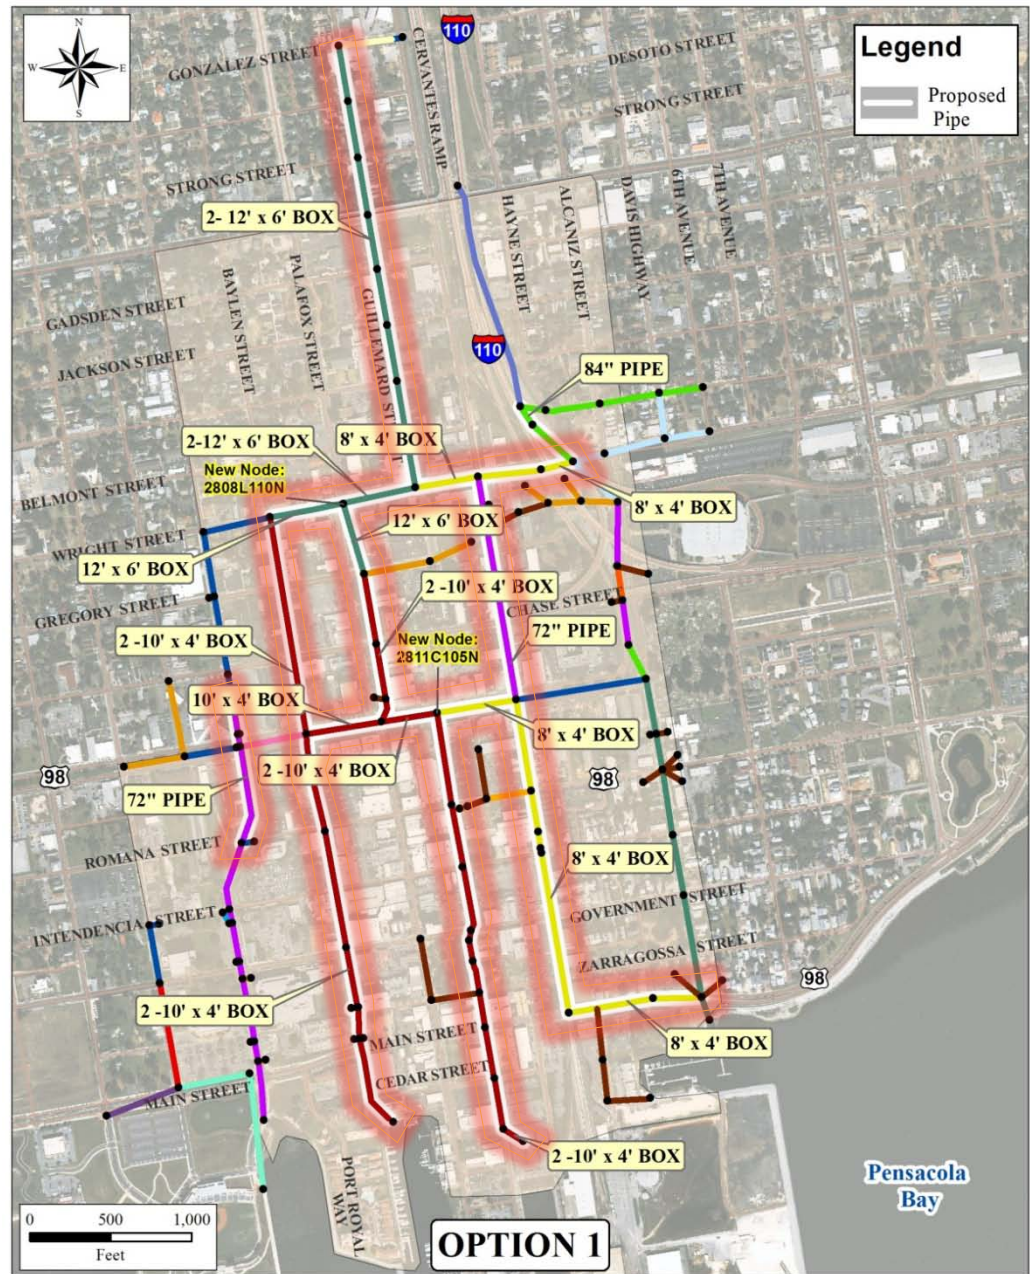 N
W E
S
110
Legend
Proposed
Pipe
GONZALEZ STREET
CERVANTES RAMP
DESOTO STREET
STRONG STREET
STRONG STREET
2- 12' x 6' BOX
HAYNE STREET
ALCANIZ STREET
DAVIS HIGHWAY
6TH AVENUE
7TH AVENUE
GADSDEN STREET
BAYLEN STREET
PALAFOX STREET
GUILLEMARD STREET
JACKSON STREET
110
84" PIPE
2-12' x 6' BOX
8' x 4' BOX
New Node:
2808L110N
BELMONT STREET
8' x 4' BOX
12' x 6' BOX
WRIGHT STREET
12' x 6' BOX
2 -10' x 4' BOX
GREGORY STREET
CHASE STREET
72" PIPE
2 -10' x 4' BOX
New Node:
2811C105N
10' x 4' BOX
8' x 4' BOX
98
2 -10' x 4' BOX
98
72" PIPE
ROMANA STREET
8' x 4' BOX
GOVERNMENT STREET
INTENDENCIA STREET
ZARRAGOSSA STREET
98
2 -10' x 4' BOX
MAIN STREET
8' x 4' BOX
CEDAR STREET
MAIN STREET
2 -10' x 4' BOX
PORT ROYAL
WAY
Pensacola
Bay
0 500 1,000
Feet
OPTION 1